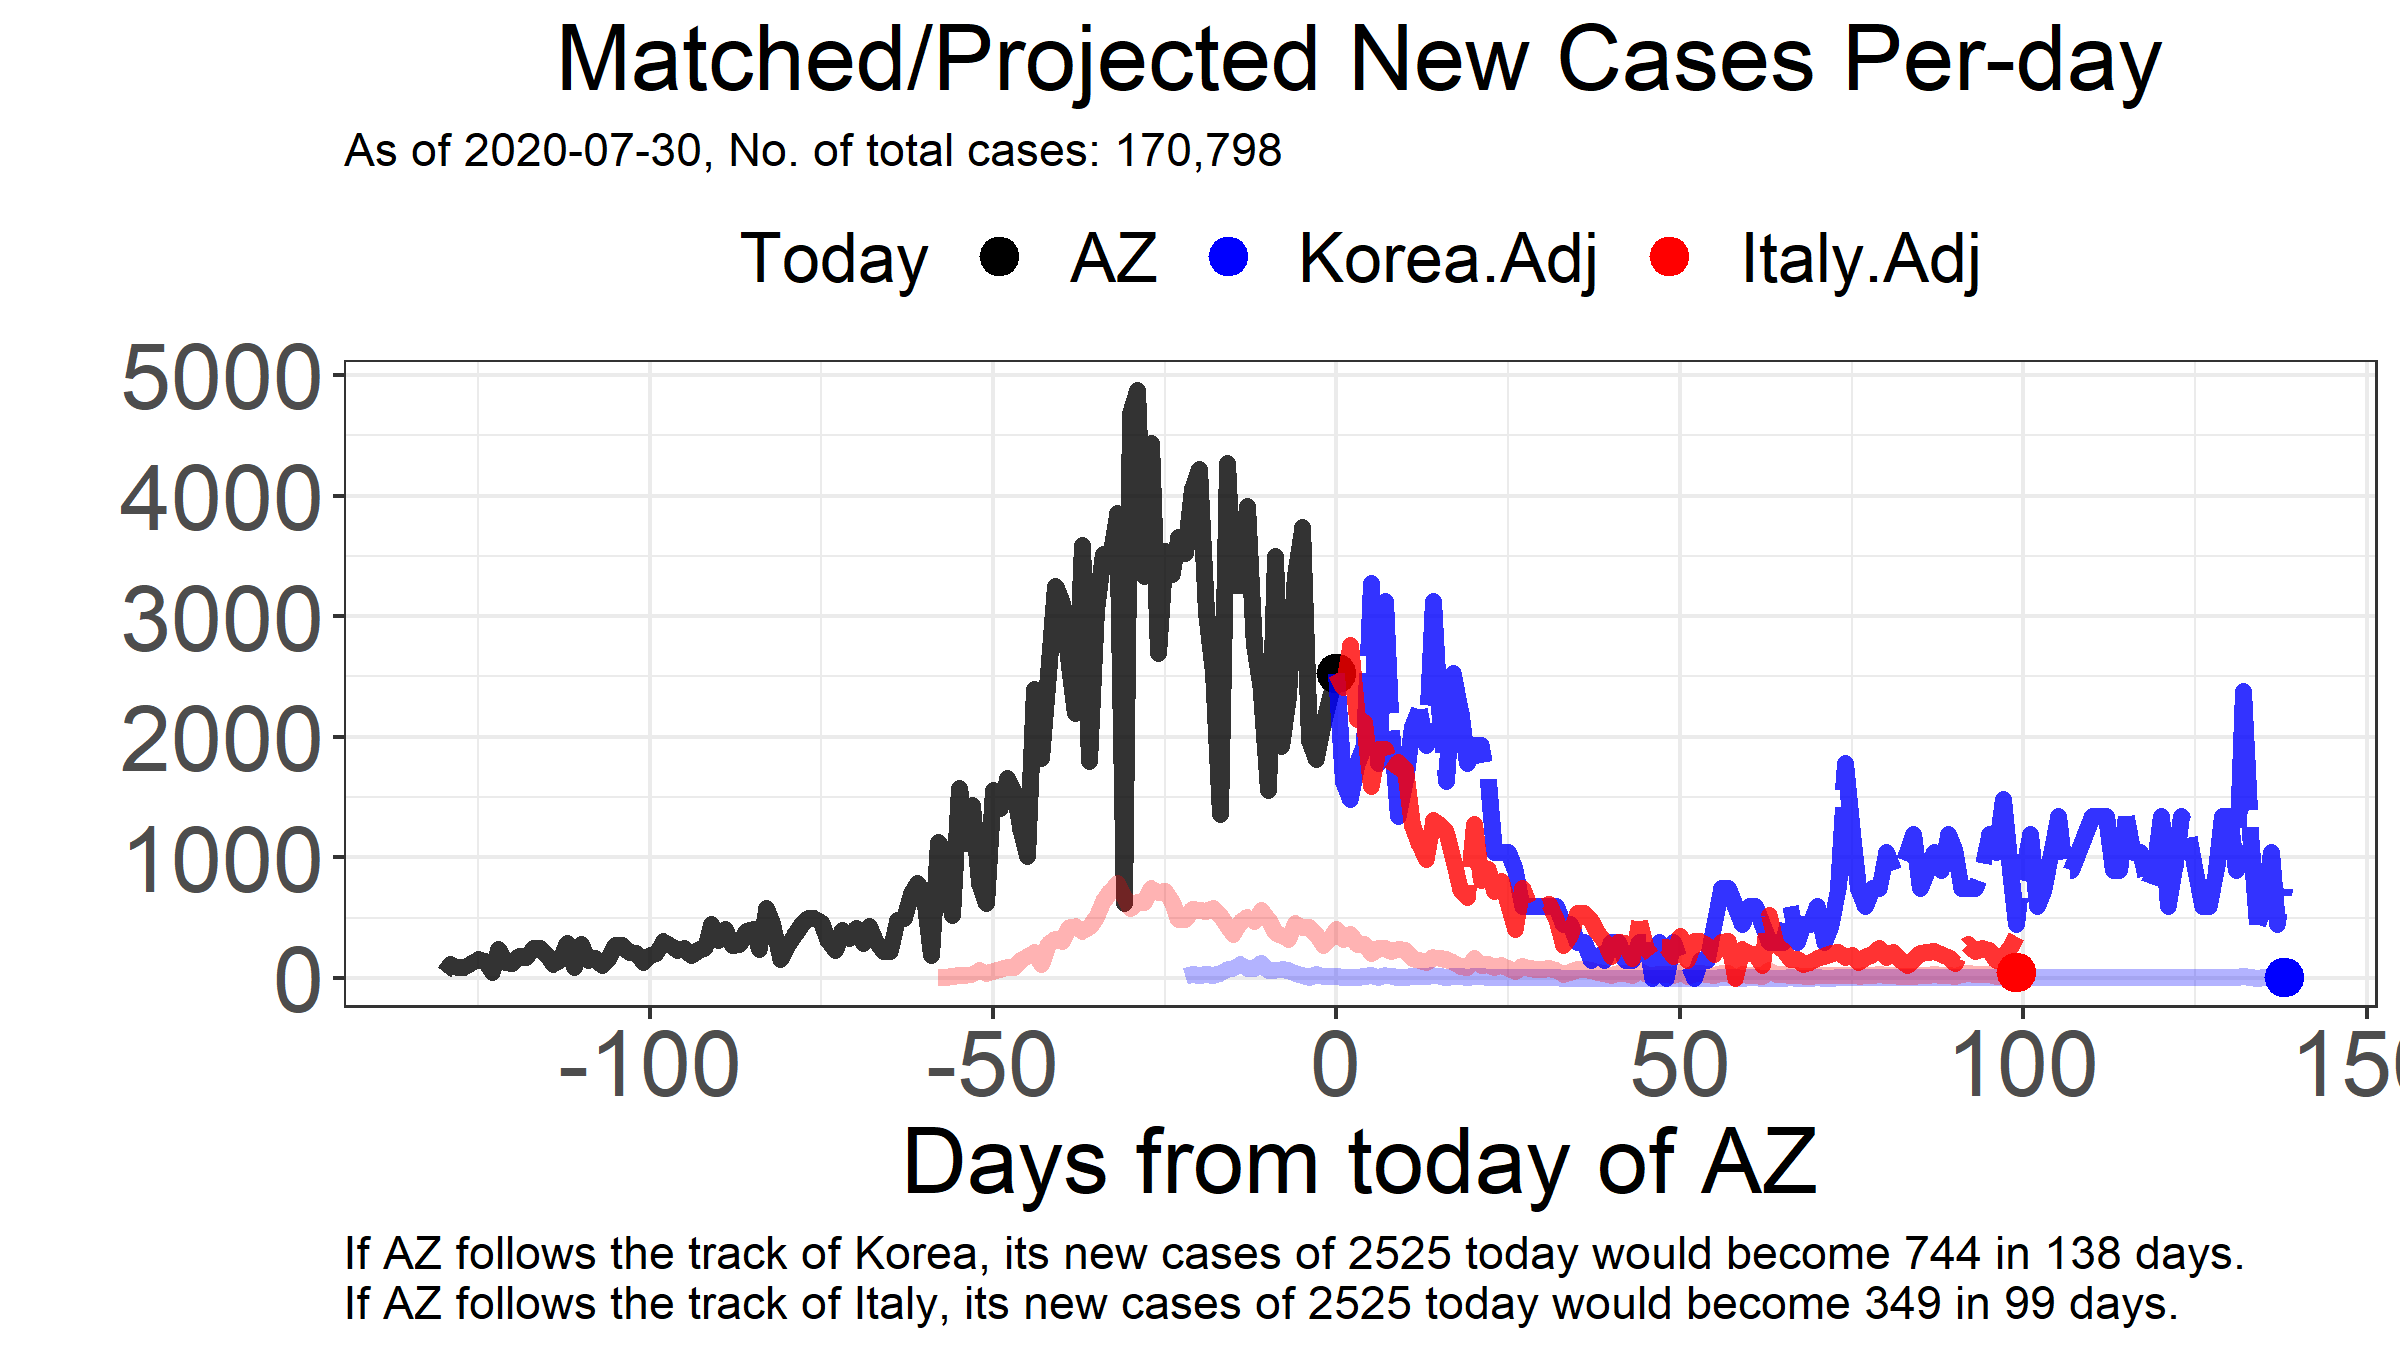 Matched/Projected New Cases Per-day
As of 2020-07-30, No. of total cases: 170,798
Today AZ Korea.Adj Italy.Adj
5000
4000
3000
2000
1000
0
-100 -50 0 50 100 150
Days from today of AZ
If AZ follows the track of Korea, its new cases of 2525 today would become 744 in 138 days.
If AZ follows the track of Italy, its new cases of 2525 today would become 349 in 99 days.